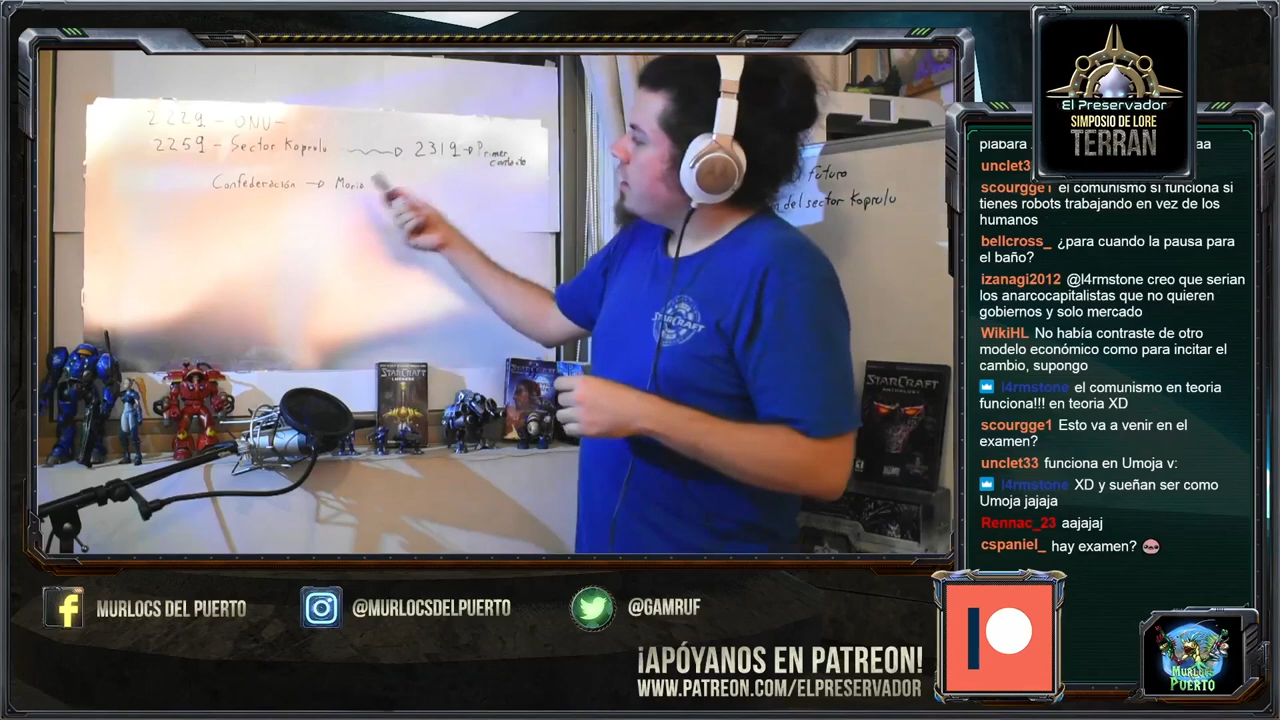 2229 - ONU -
2259 - Sector Koprulu → 2319 → Primer
Contacto
Confederación → Moria
Futuro
del sector Koprulu
STARCRAFT
STARCRAFT
STARCRAFT
STARCRAFT
ANTHOLOGY
El Preservador
SIMPOSIO DE LORE
TERRAN
unclet3
scourgge1 el comunismo si funciona si
tienes robots trabajando en vez de los
humanos
bellcross_ ¿para cuando la pausa para
el baño?
izanagi2012 @l4rmstone creo que serian
los anarcocapitalistas que no quieren
gobiernos y solo mercado
WikiHL No había contraste de otro
modelo económico como para incitar el
cambio, supongo
l4rmstone el comunismo en teoria
funciona!!! en teoria XD
scourgge1 Esto va a venir en el
examen?
unclet33 funciona en Umoja v:
l4rmstone XD y sueñan ser como
Umoja jajaja
Rennac_23 aajajaj
cspaniel_ hay examen?
MURLOCS DEL PUERTO
@MURLOCSDELPUERTO
@GAMRUF
¡APÓYANOS EN PATREON!
WWW.PATREON.COM/ELPRESERVADOR
MURLOCS
PUERTO